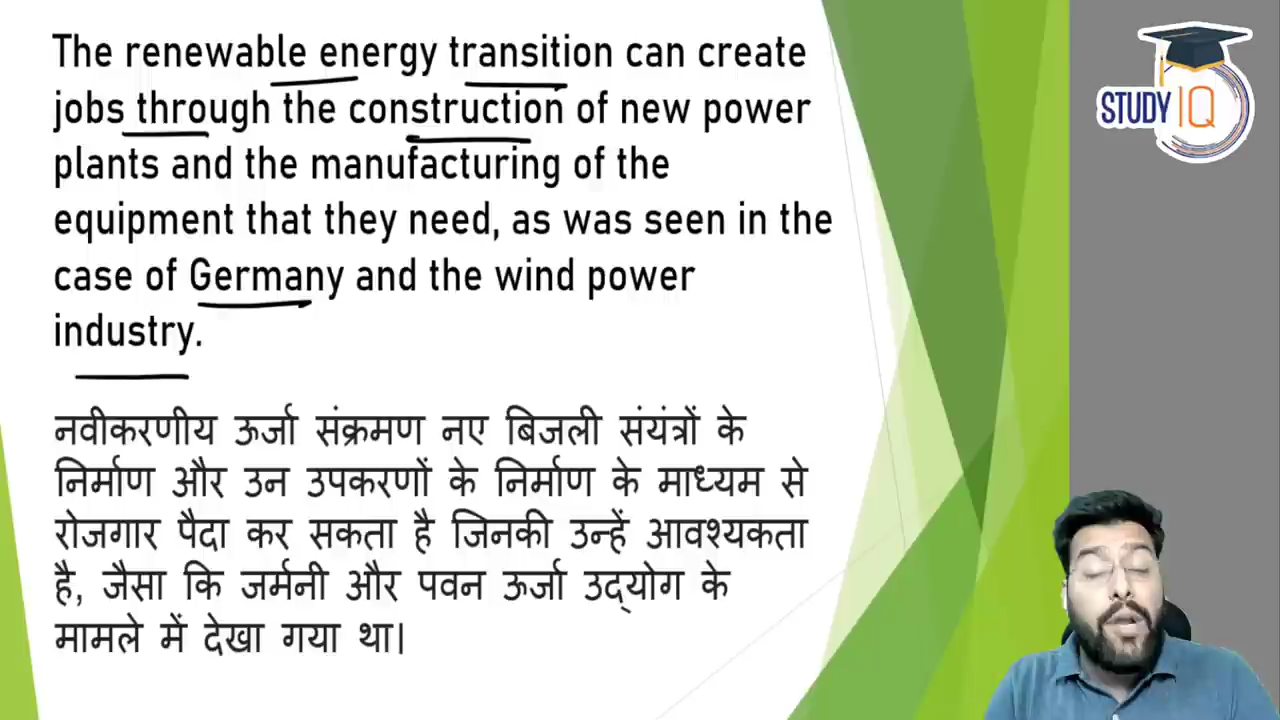 The renewable energy transition can create
jobs through the construction of new power
plants and the manufacturing of the
equipment that they need, as was seen in the
case of Germany and the wind power
industry.
नवीकरणीय ऊर्जा संक्रमण नए बिजली संयंत्रों के
निर्माण और उन उपकरणों के निर्माण के माध्यम से
रोजगार पैदा कर सकता है जिनकी उन्हें आवश्यकता
है, जैसा कि जर्मनी और पवन ऊर्जा उद्योग के
मामले में देखा गया था।
STUDY IQ